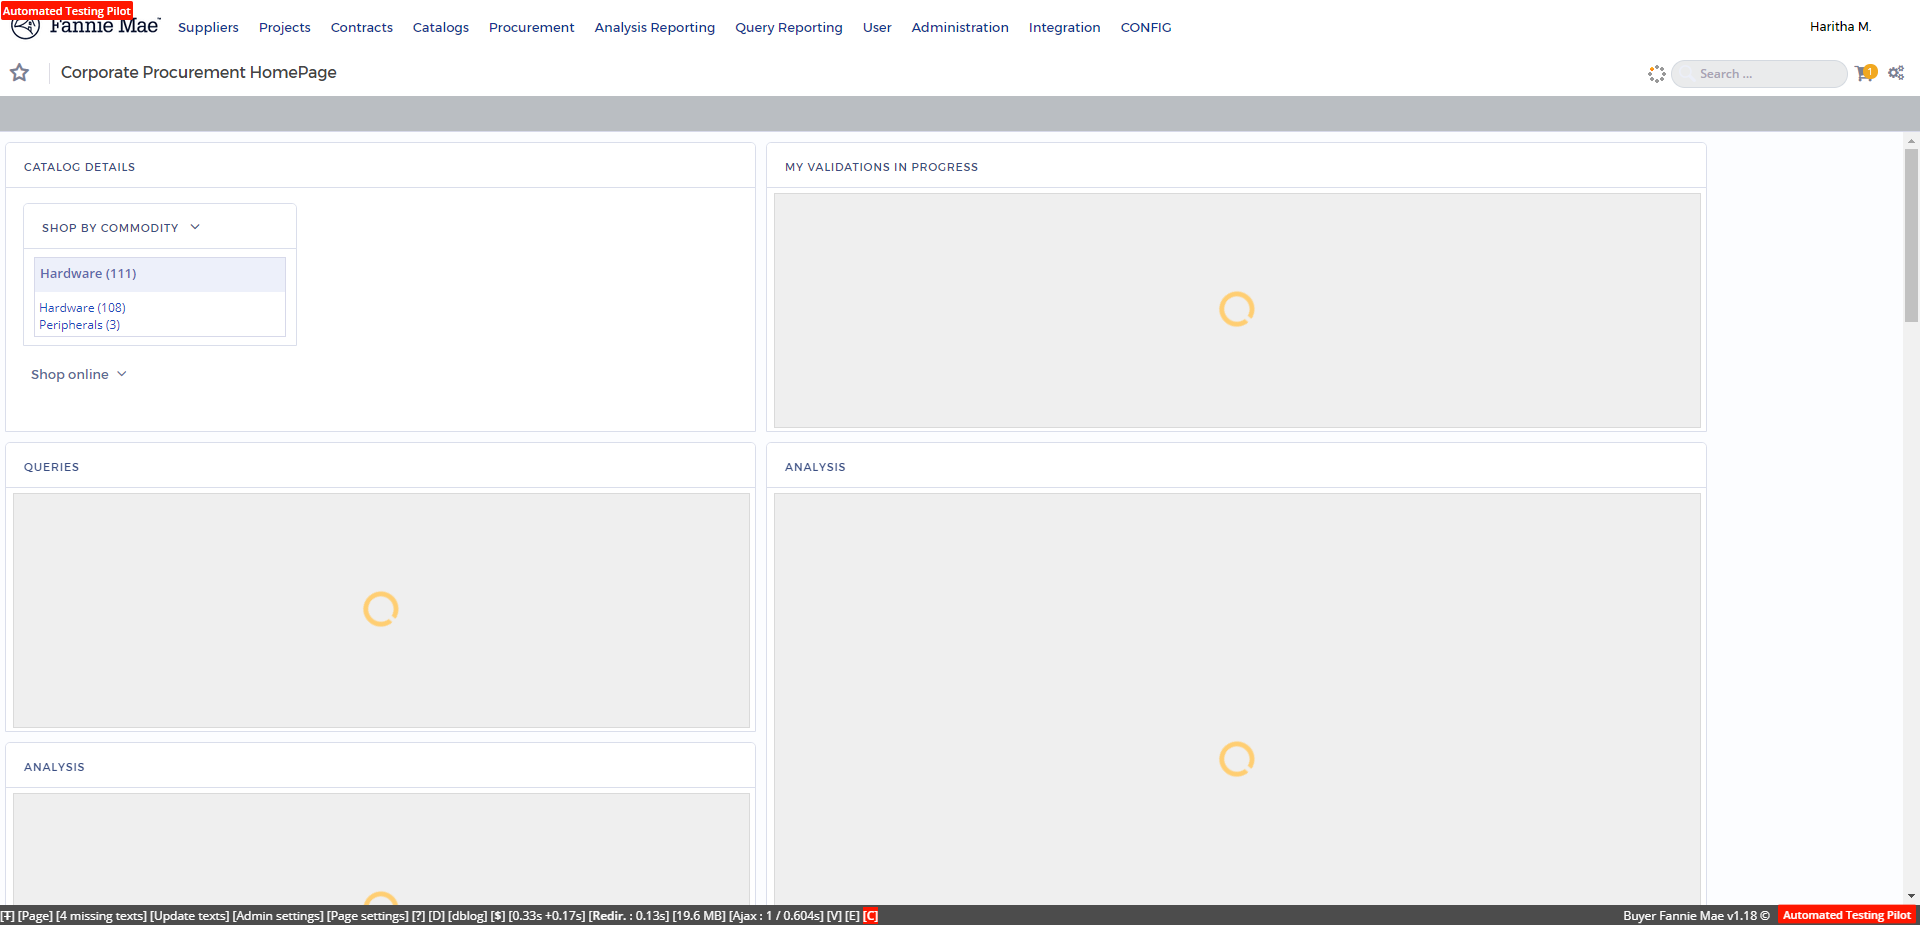 Automated Testing Pilot
Fannie Mae™
Suppliers Projects Contracts Catalogs Procurement Analysis Reporting Query Reporting User Administration Integration CONFIG
Haritha M.
Corporate Procurement HomePage
Search ...
1
CATALOG DETAILS
SHOP BY COMMODITY
Hardware (111)
Hardware (108)
Peripherals (3)
Shop online
MY VALIDATIONS IN PROGRESS
QUERIES
ANALYSIS
ANALYSIS
[T] [Page] [4 missing texts] [Update texts] [Admin settings] [Page settings] [?] [D] [dblog] [$] [0.33s +0.17s] [Redir. : 0.13s] [19.6 MB] [Ajax : 1 / 0.604s] [V] [E] [C]
Buyer Fannie Mae v1.18 © Automated Testing Pilot